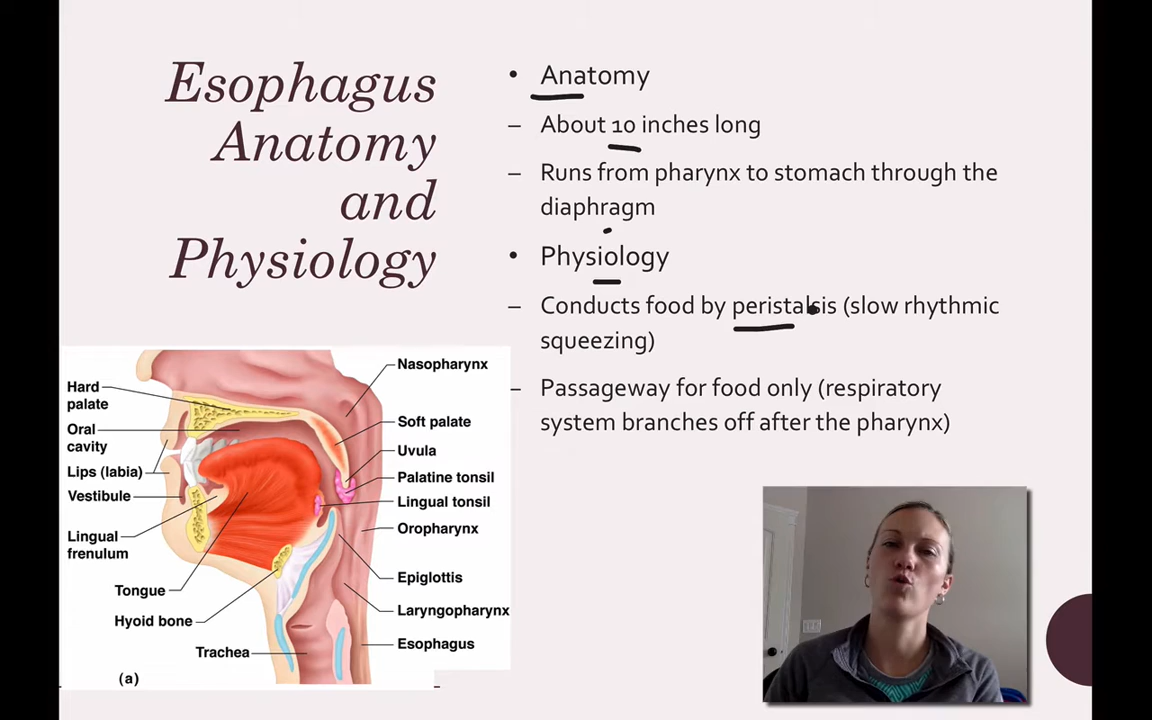 Esophagus
Anatomy
and
Physiology
• Anatomy
– About 10 inches long
– Runs from pharynx to stomach through the
diaphragm
• Physiology
– Conducts food by peristalsis (slow rhythmic
squeezing)
– Passageway for food only (respiratory
system branches off after the pharynx)
Hard
palate
Oral
cavity
Lips (labia)
Vestibule
Lingual
frenulum
Tongue
Hyoid bone
Trachea
(a)
Nasopharynx
Soft palate
Uvula
Palatine tonsil
Lingual tonsil
Oropharynx
Epiglottis
Laryngopharynx
Esophagus